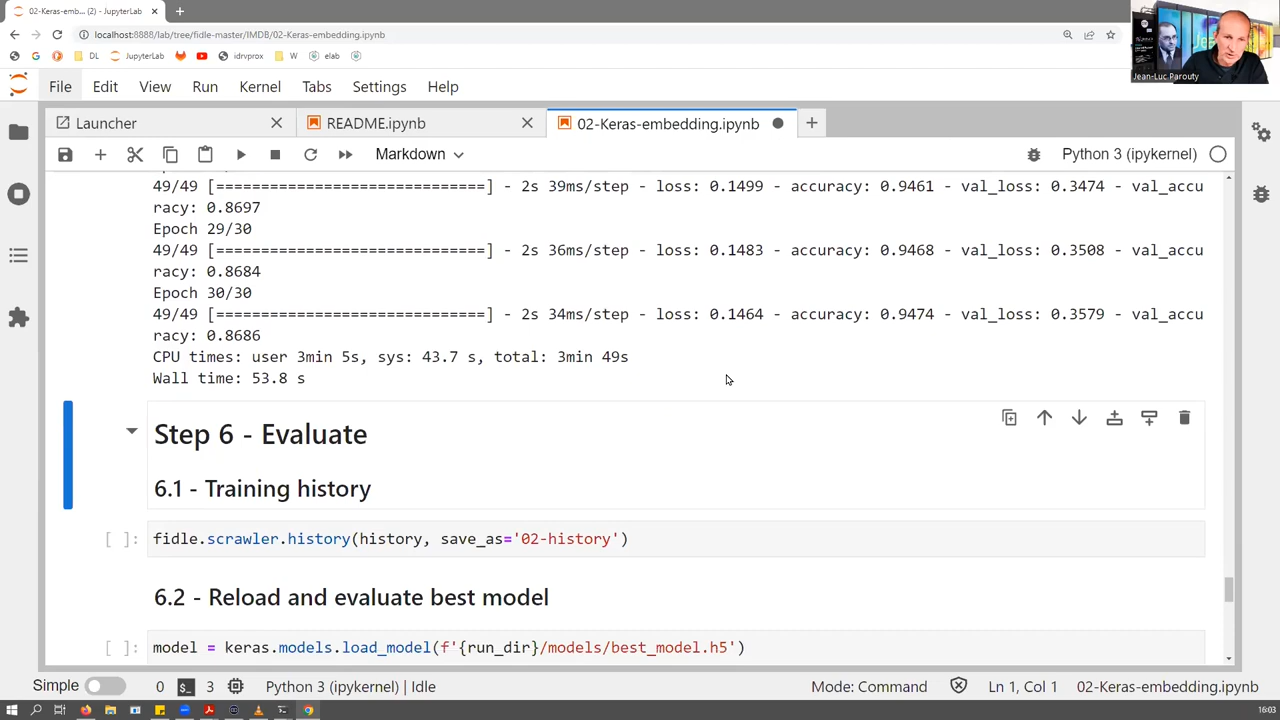 02-Keras-embedding.ipynb (2) - JupyterLab
localhost:8888/lab/tree/fidle-master/IMDB/02-Keras-embedding.ipynb
DL JupyterLab idrvprox W elab
Jean-Luc Parouty
File Edit View Run Kernel Tabs Settings Help
Launcher README.ipynb 02-Keras-embedding.ipynb
Markdown Python 3 (ipykernel)
49/49 [==============================] - 2s 39ms/step - loss: 0.1499 - accuracy: 0.9461 - val_loss: 0.3474 - val_accu
racy: 0.8697
Epoch 29/30
49/49 [==============================] - 2s 36ms/step - loss: 0.1483 - accuracy: 0.9468 - val_loss: 0.3508 - val_accu
racy: 0.8684
Epoch 30/30
49/49 [==============================] - 2s 34ms/step - loss: 0.1464 - accuracy: 0.9474 - val_loss: 0.3579 - val_accu
racy: 0.8686
CPU times: user 3min 5s, sys: 43.7 s, total: 3min 49s
Wall time: 53.8 s
Step 6 - Evaluate
6.1 - Training history
[ ]: fidle.scrawler.history(history, save_as='02-history')
6.2 - Reload and evaluate best model
[ ]: model = keras.models.load_model(f'{run_dir}/models/best_model.h5')
Simple 0 3 Python 3 (ipykernel) | Idle Mode: Command Ln 1, Col 1 02-Keras-embedding.ipynb
16:03